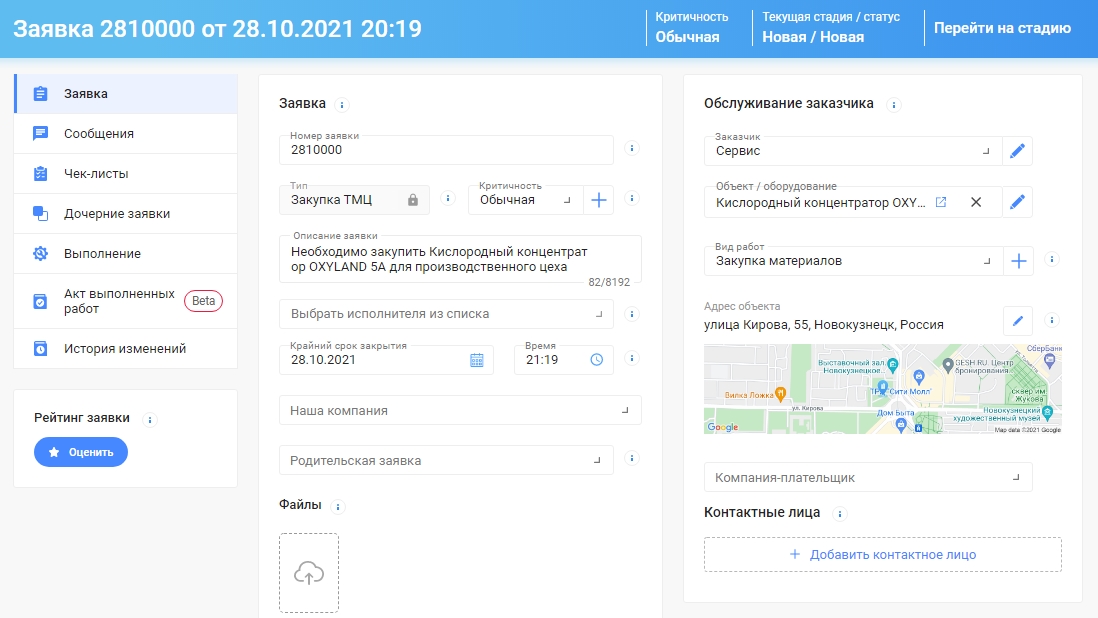 Заявка 2810000 от 28.10.2021 20:19
Критичность
Обычная
Текущая стадия / статус
Новая / Новая
Перейти на стадию
Заявка
Сообщения
Чек-листы
Дочерние заявки
Выполнение
Акт выполненных
работ
Beta
История изменений
Рейтинг заявки
Оценить
Заявка
Номер заявки
2810000
Тип
Закупка ТМЦ
Критичность
Обычная
Описание заявки
Необходимо закупить Кислородный концентрат
ор OXYLAND 5A для производственного цеха
82/8192
Выбрать исполнителя из списка
Крайний срок закрытия
28.10.2021
Время
21:19
Наша компания
Родительская заявка
Файлы
Обслуживание заказчика
Заказчик
Сервис
Объект / оборудование
Кислородный концентратор OXY...
Вид работ
Закупка материалов
Адрес объекта
улица Кирова, 55, Новокузнецк, Россия
СберБанк
Выставочный зал,
Новокузнецкое...
GESH.RU, Центр
бронирования
Вилка Ложка
ТРЦ Сити Молл
сквер им
Жукова
ул. Кирова
Дом Быта
Новокузнецкий
художественный музей
Google
Map data ©2021 Google
Компания-плательщик
Контактные лица
Добавить контактное лицо